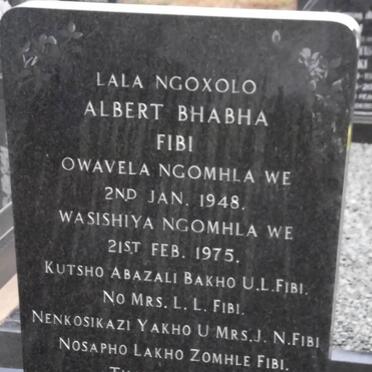 LALA NGOXOLO
ALBERT BHABHA
FIBI
OWAVELA NGOMHLA WE
2ND JAN. 1948.
WASISHIYA NGOMHLA WE
21ST FEB. 1975.
KUTSHO ABAZALI BAKHO U.L.FIBI.
NO MRS. L. L. FIBI.
NENKOSIKAZI YAKHO U MRS.J. N.FIBI
NOSAPHO LAKHO ZOMHLE FIBI.